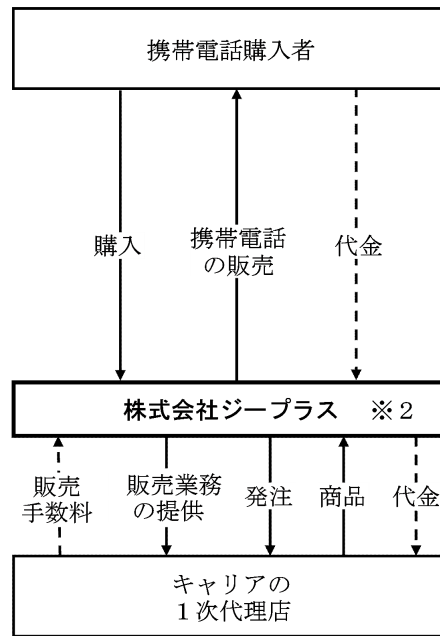 携帯電話購入者
購入
携帯電話
の販売
代金
株式会社ジープラス ※2
販売
手数料
販売業務
の提供
発注
商品
代金
キャリアの
1次代理店